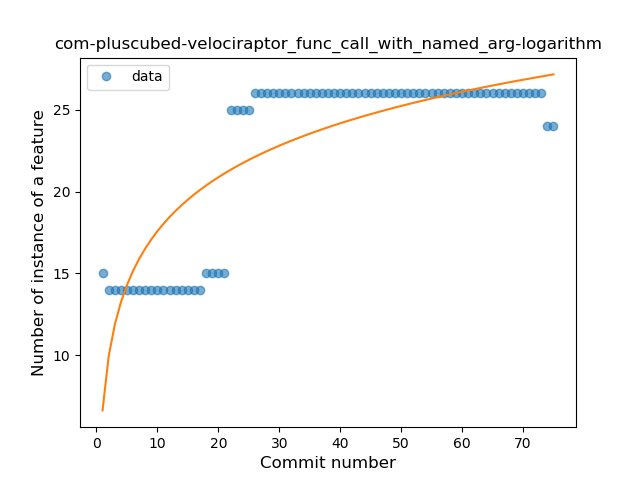 com-pluscubed-velociraptor_func_call_with_named_arg-logarithm
data
Number of instance of a feature
25
20
15
10
0 10 20 30 40 50 60 70
Commit number